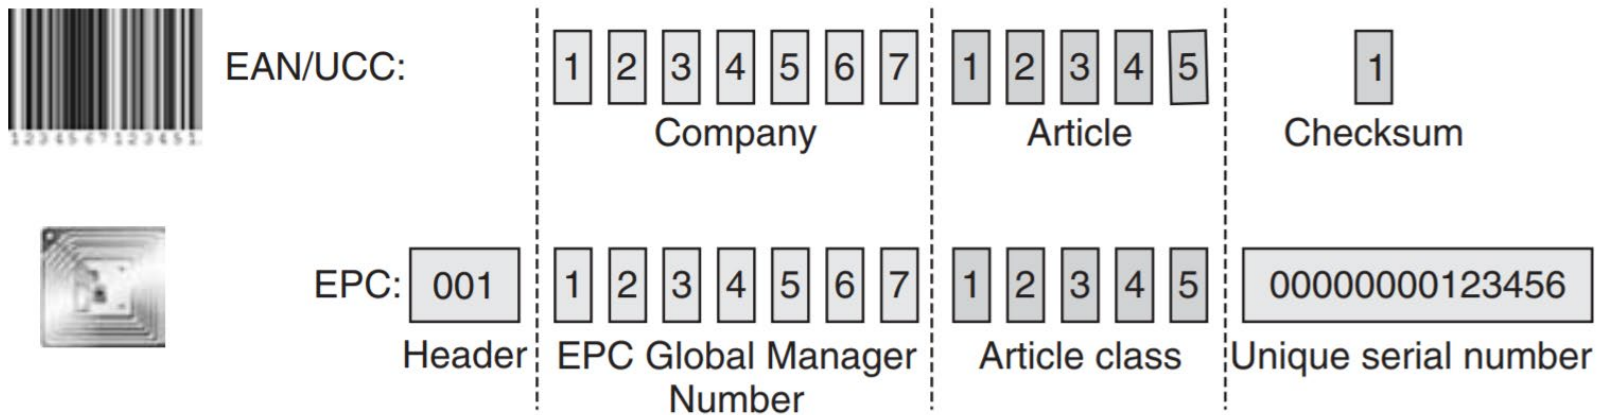 EAN/UCC: 1 2 3 4 5 6 7 1 2 3 4 5 1
Company Article Checksum
1234567123451
EPC: 001 1 2 3 4 5 6 7 1 2 3 4 5 00000000123456
Header EPC Global Manager Article class Unique serial number
Number